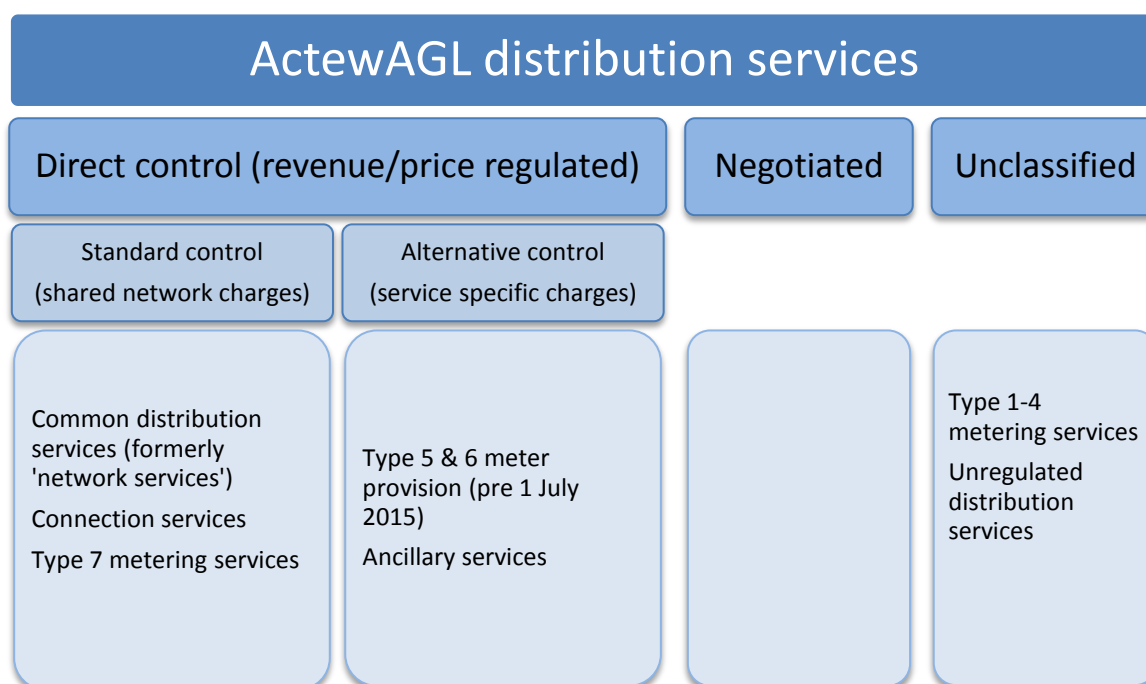 ActewAGL distribution services
Direct control (revenue/price regulated)
Negotiated
Unclassified
Standard control
(shared network charges)
Alternative control
(service specific charges)
Common distribution
services (formerly
'network services')
Connection services
Type 7 metering services
Type 5 & 6 meter
provision (pre 1 July
2015)
Ancillary services
Type 1-4
metering services
Unregulated
distribution
services